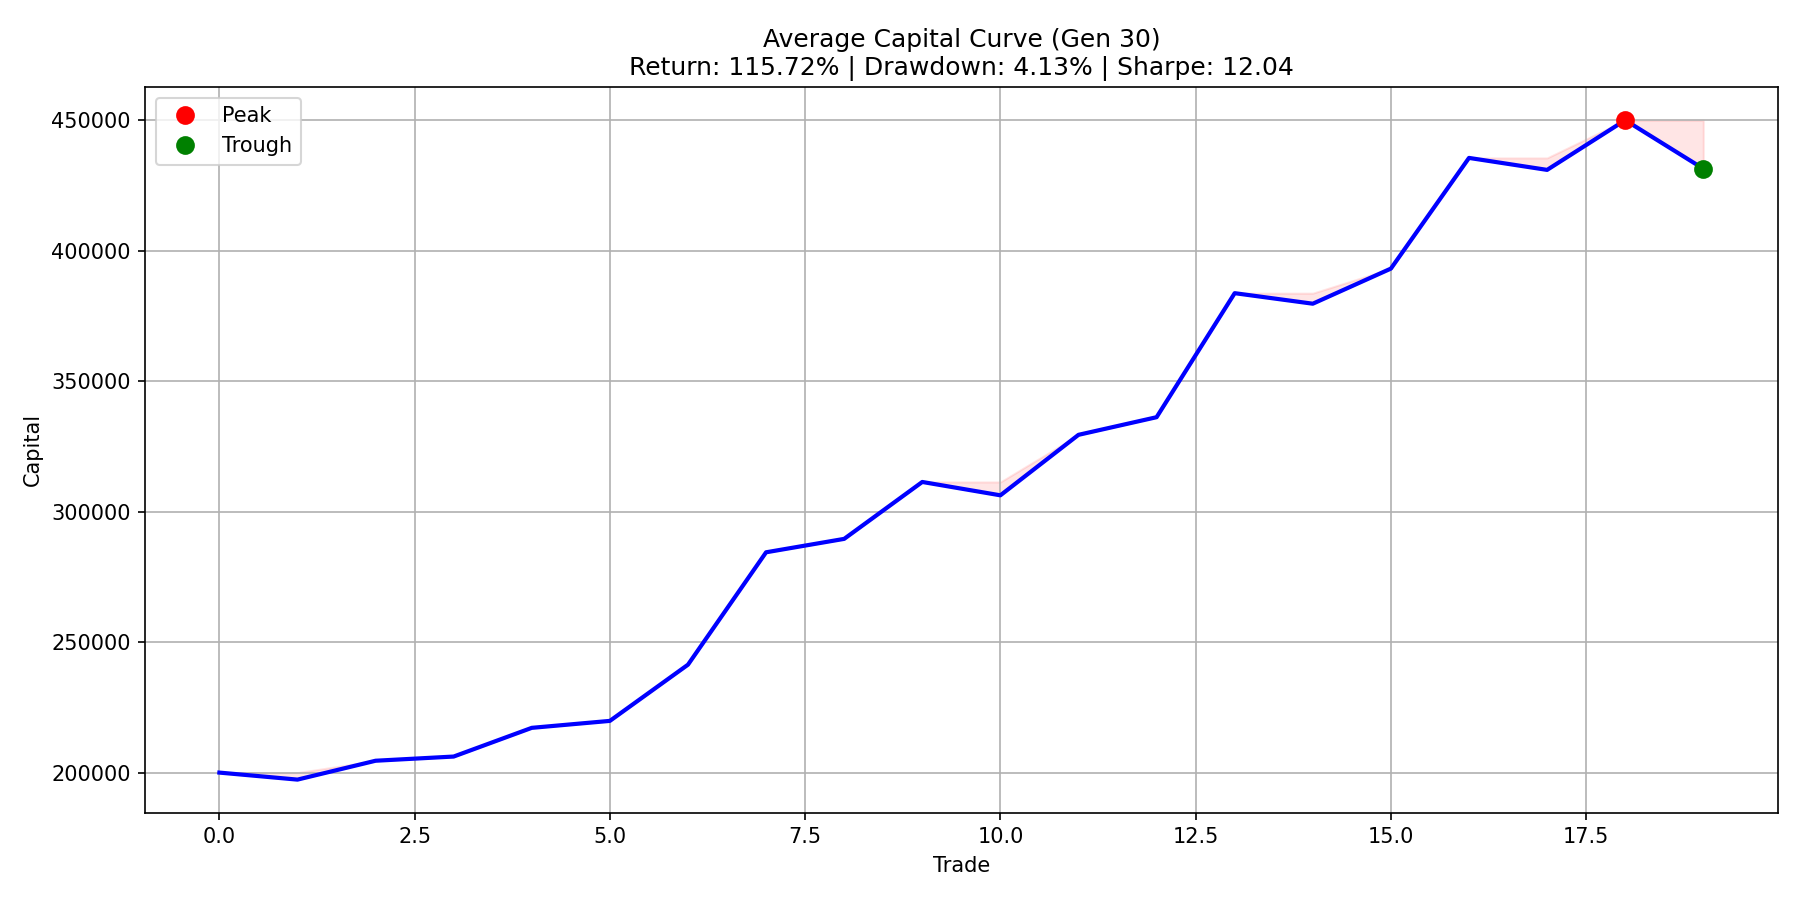 Average Capital Curve (Gen 30)
Return: 115.72% | Drawdown: 4.13% | Sharpe: 12.04
Peak
Trough
Capital
450000
400000
350000
300000
250000
200000
0.0
2.5
5.0
7.5
10.0
12.5
15.0
17.5
Trade